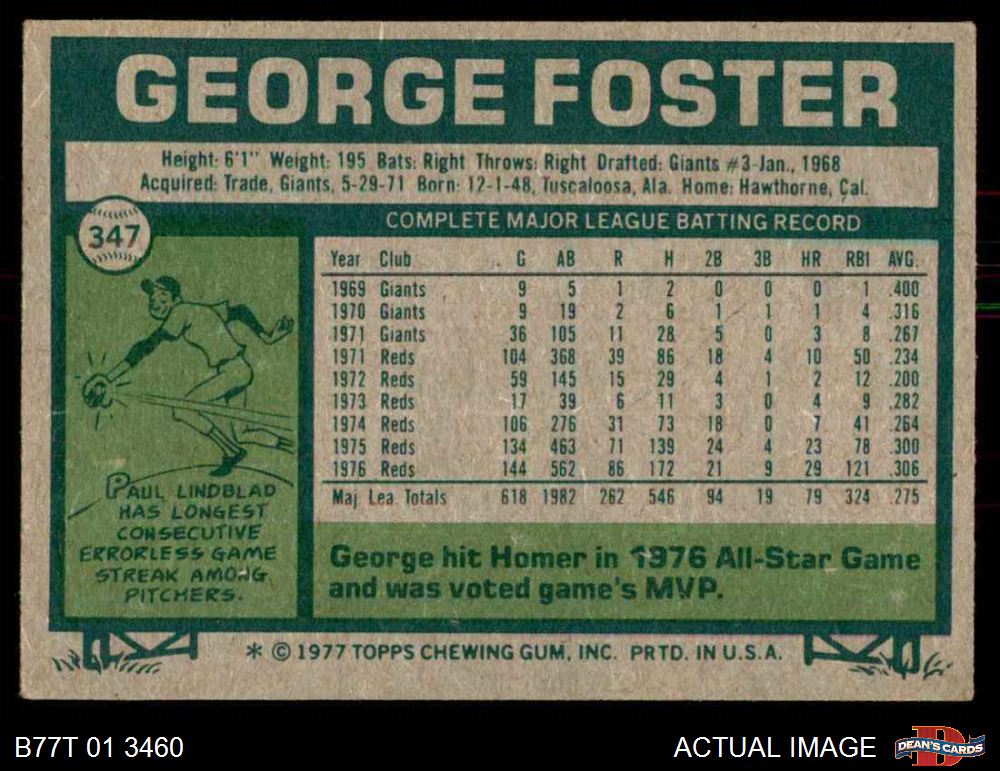 GEORGE FOSTER
Height: 6'1" Weight: 195 Bats: Right Throws: Right Drafted: Giants #3-Jan., 1968
Acquired: Trade, Giants, 5-29-71 Born: 12-1-48, Tuscaloosa, Ala. Home: Hawthorne, Cal.
347
COMPLETE MAJOR LEAGUE BATTING RECORD
Year Club G AB R H 2B 3B HR RBI AVG.
1969 Giants 9 5 1 2 0 0 0 1 .400
1970 Giants 9 19 2 6 1 1 1 4 .316
1971 Giants 36 105 11 28 5 0 3 8 .267
1971 Reds 104 368 39 86 18 4 10 50 .234
1972 Reds 59 145 15 29 4 1 2 12 .200
1973 Reds 17 39 6 11 3 0 4 9 .282
1974 Reds 106 276 31 73 18 0 7 41 .264
1975 Reds 134 463 71 139 24 4 23 78 .300
1976 Reds 144 562 86 172 21 9 29 121 .306
Maj. Lea. Totals 618 1982 262 546 94 19 79 324 .275
PAUL LINDBLAD
HAS LONGEST
CONSECUTIVE
ERRORLESS GAME
STREAK AMONG
PITCHERS.
George hit Homer in 1976 All-Star Game
and was voted game's MVP.
* © 1977 TOPPS CHEWING GUM, INC. PRTD. IN U.S.A.
B77T 01 3460
ACTUAL IMAGE
D
DEAN'S CARDS